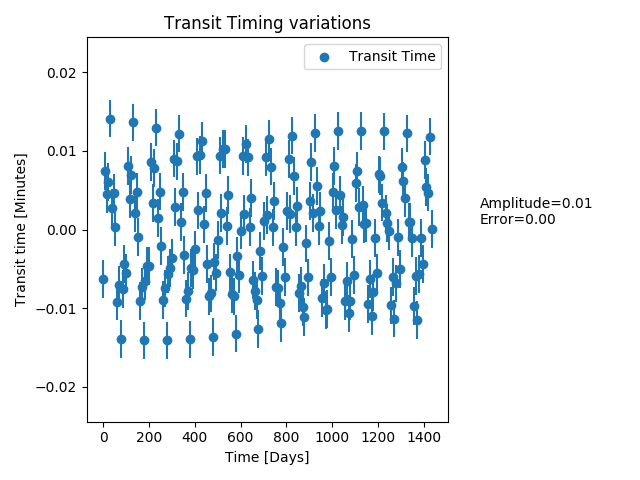 Transit Timing variations
Transit Time
0.02
0.01
0.00
−0.01
−0.02
Transit time [Minutes]
0 200 400 600 800 1000 1200 1400
Time [Days]
Amplitude=0.01
Error=0.00